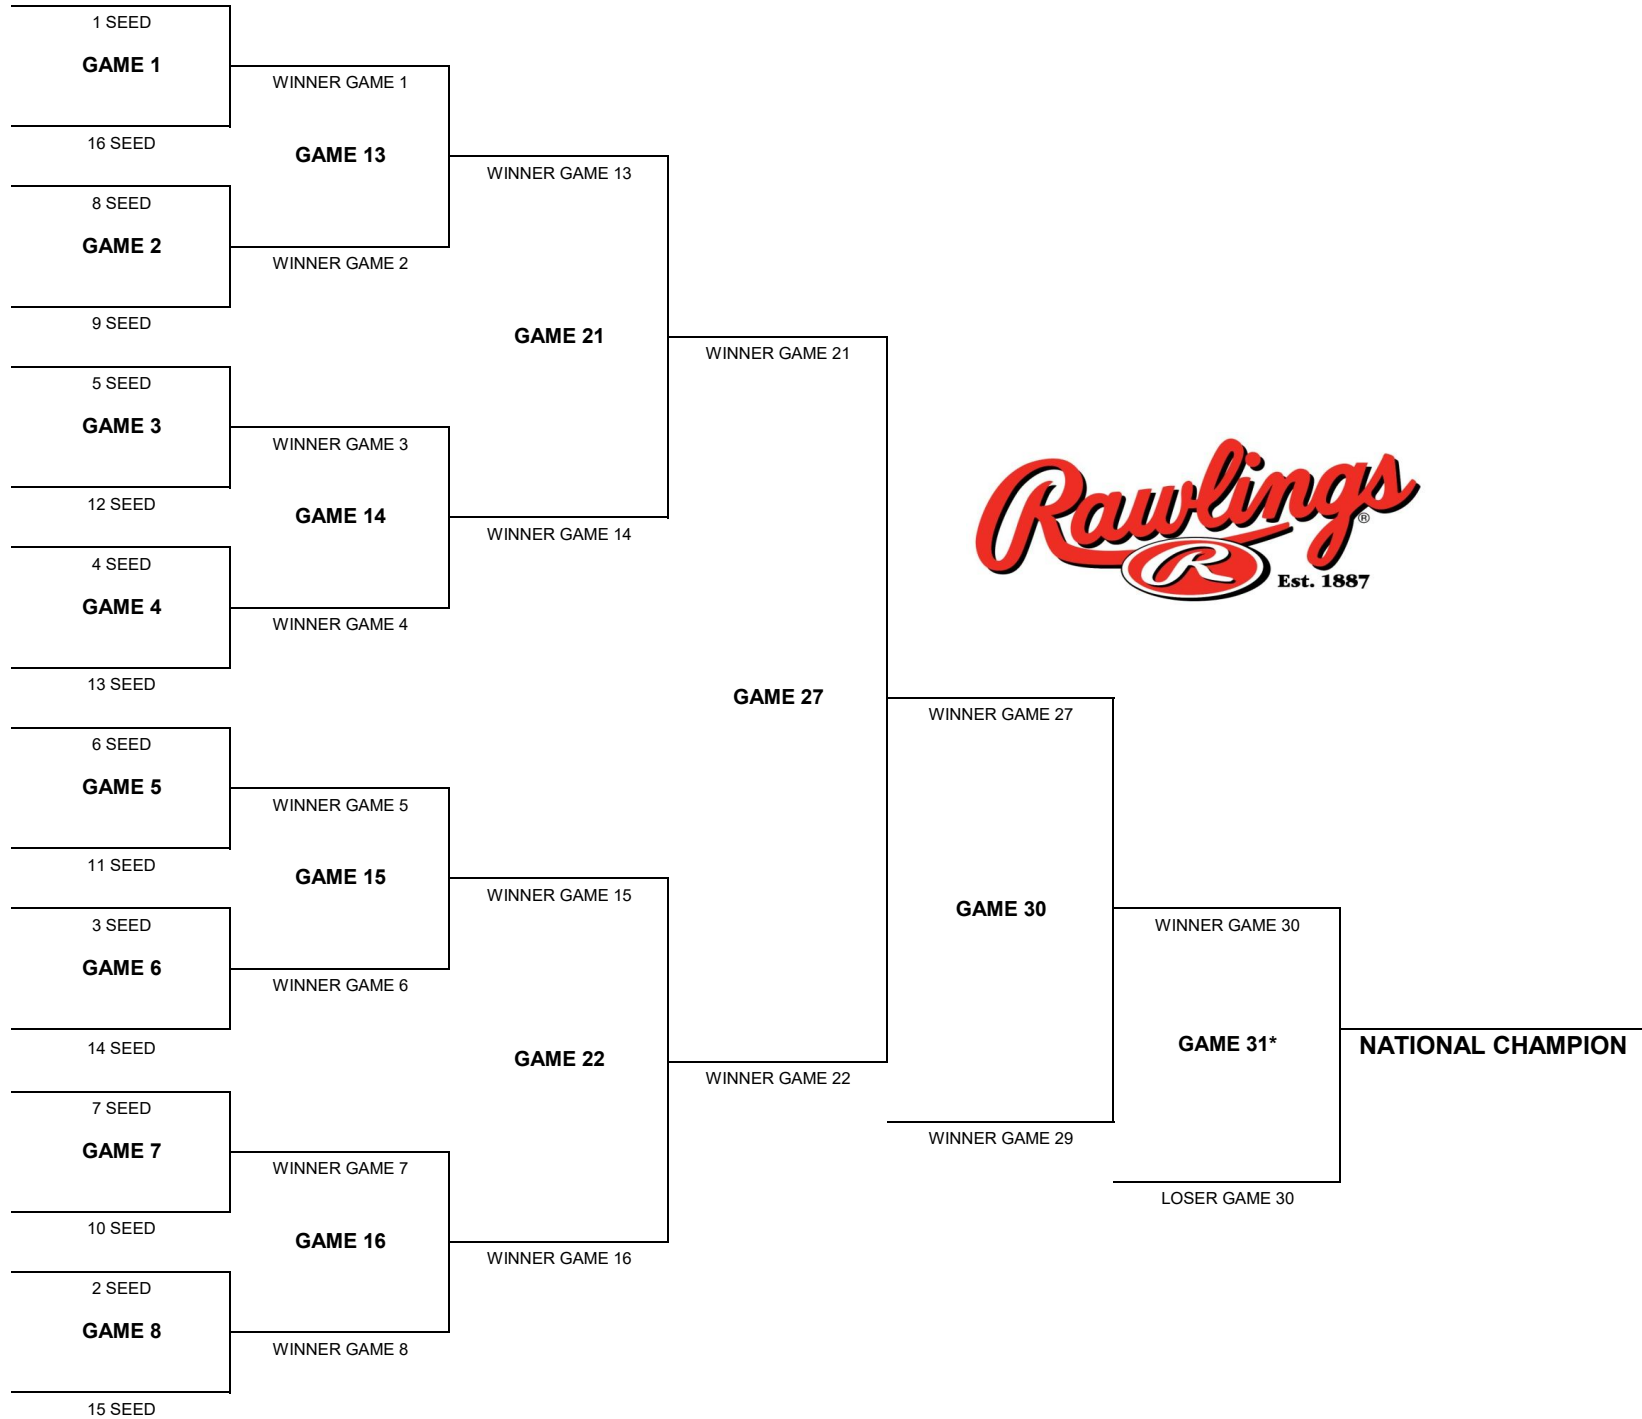 1 SEED
GAME 1
WINNER GAME 1
16 SEED
GAME 13
WINNER GAME 13
8 SEED
GAME 2
WINNER GAME 2
9 SEED
GAME 21
WINNER GAME 21
5 SEED
GAME 3
WINNER GAME 3
12 SEED
GAME 14
WINNER GAME 14
4 SEED
GAME 4
WINNER GAME 4
13 SEED
Rawlings
®
R
Est. 1887
GAME 27
WINNER GAME 27
6 SEED
GAME 5
WINNER GAME 5
11 SEED
GAME 15
WINNER GAME 15
GAME 30
WINNER GAME 30
3 SEED
GAME 6
WINNER GAME 6
14 SEED
GAME 22
WINNER GAME 22
GAME 31*
NATIONAL CHAMPION
7 SEED
GAME 7
WINNER GAME 7
WINNER GAME 29
LOSER GAME 30
10 SEED
GAME 16
WINNER GAME 16
2 SEED
GAME 8
WINNER GAME 8
15 SEED